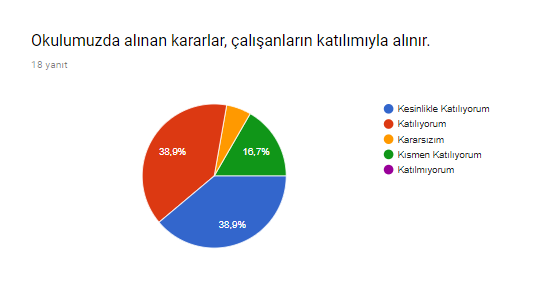 Okulumuzda alınan kararlar, çalışanların katılımıyla alınır.
18 yanıt
Kesinlikle Katılıyorum
Katılıyorum
Kararsızım
Kısmen Katılıyorum
Katılmıyorum
38,9%
16,7%
38,9%